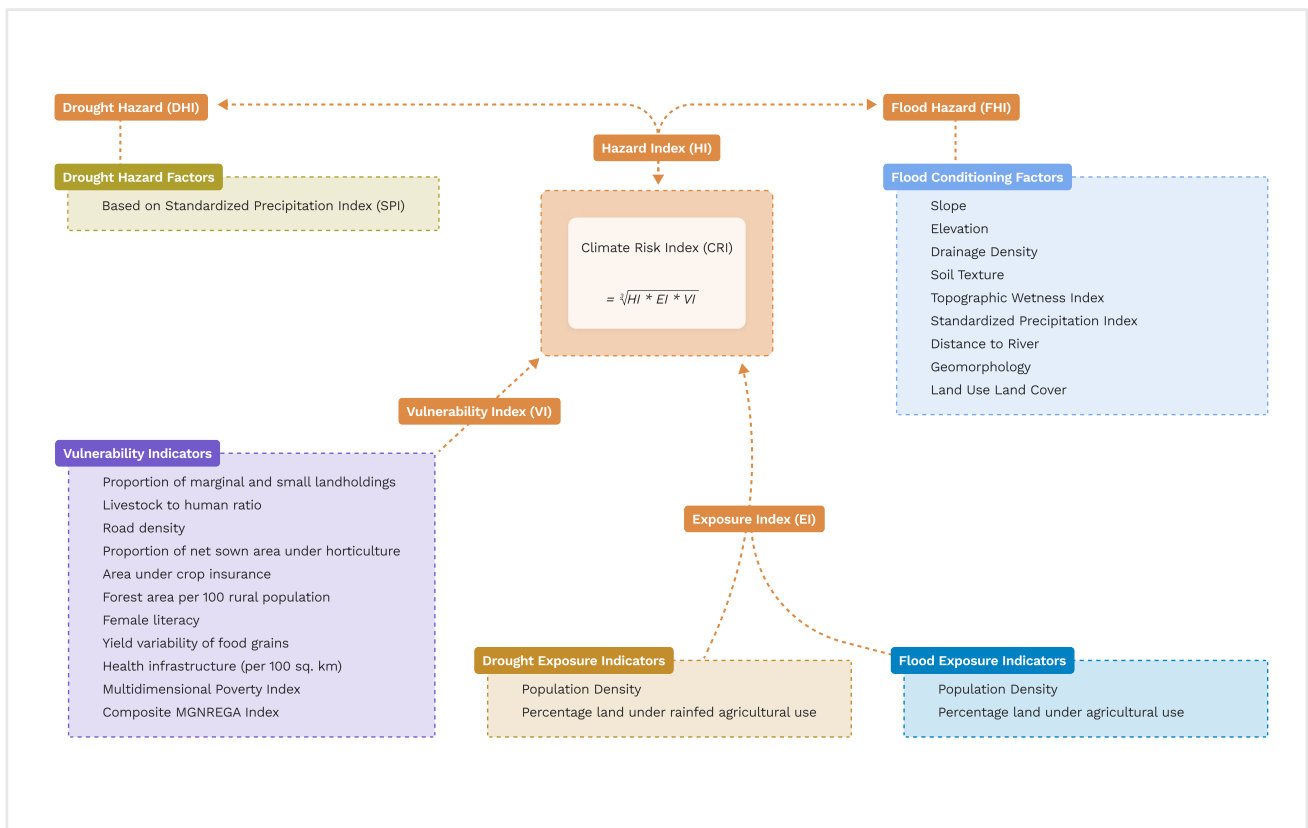 Drought Hazard (DHI)
Flood Hazard (FHI)
Hazard Index (HI)
Drought Hazard Factors
Based on Standardized Precipitation Index (SPI)
Flood Conditioning Factors
Slope
Elevation
Drainage Density
Soil Texture
Topographic Wetness Index
Standardized Precipitation Index
Distance to River
Geomorphology
Land Use Land Cover
Climate Risk Index (CRI)
= ∛HI * EI * VI
Vulnerability Index (VI)
Vulnerability Indicators
Proportion of marginal and small landholdings
Livestock to human ratio
Road density
Proportion of net sown area under horticulture
Area under crop insurance
Forest area per 100 rural population
Female literacy
Yield variability of food grains
Health infrastructure (per 100 sq. km)
Multidimensional Poverty Index
Composite MGNREGA Index
Exposure Index (EI)
Drought Exposure Indicators
Population Density
Percentage land under rainfed agricultural use
Flood Exposure Indicators
Population Density
Percentage land under agricultural use